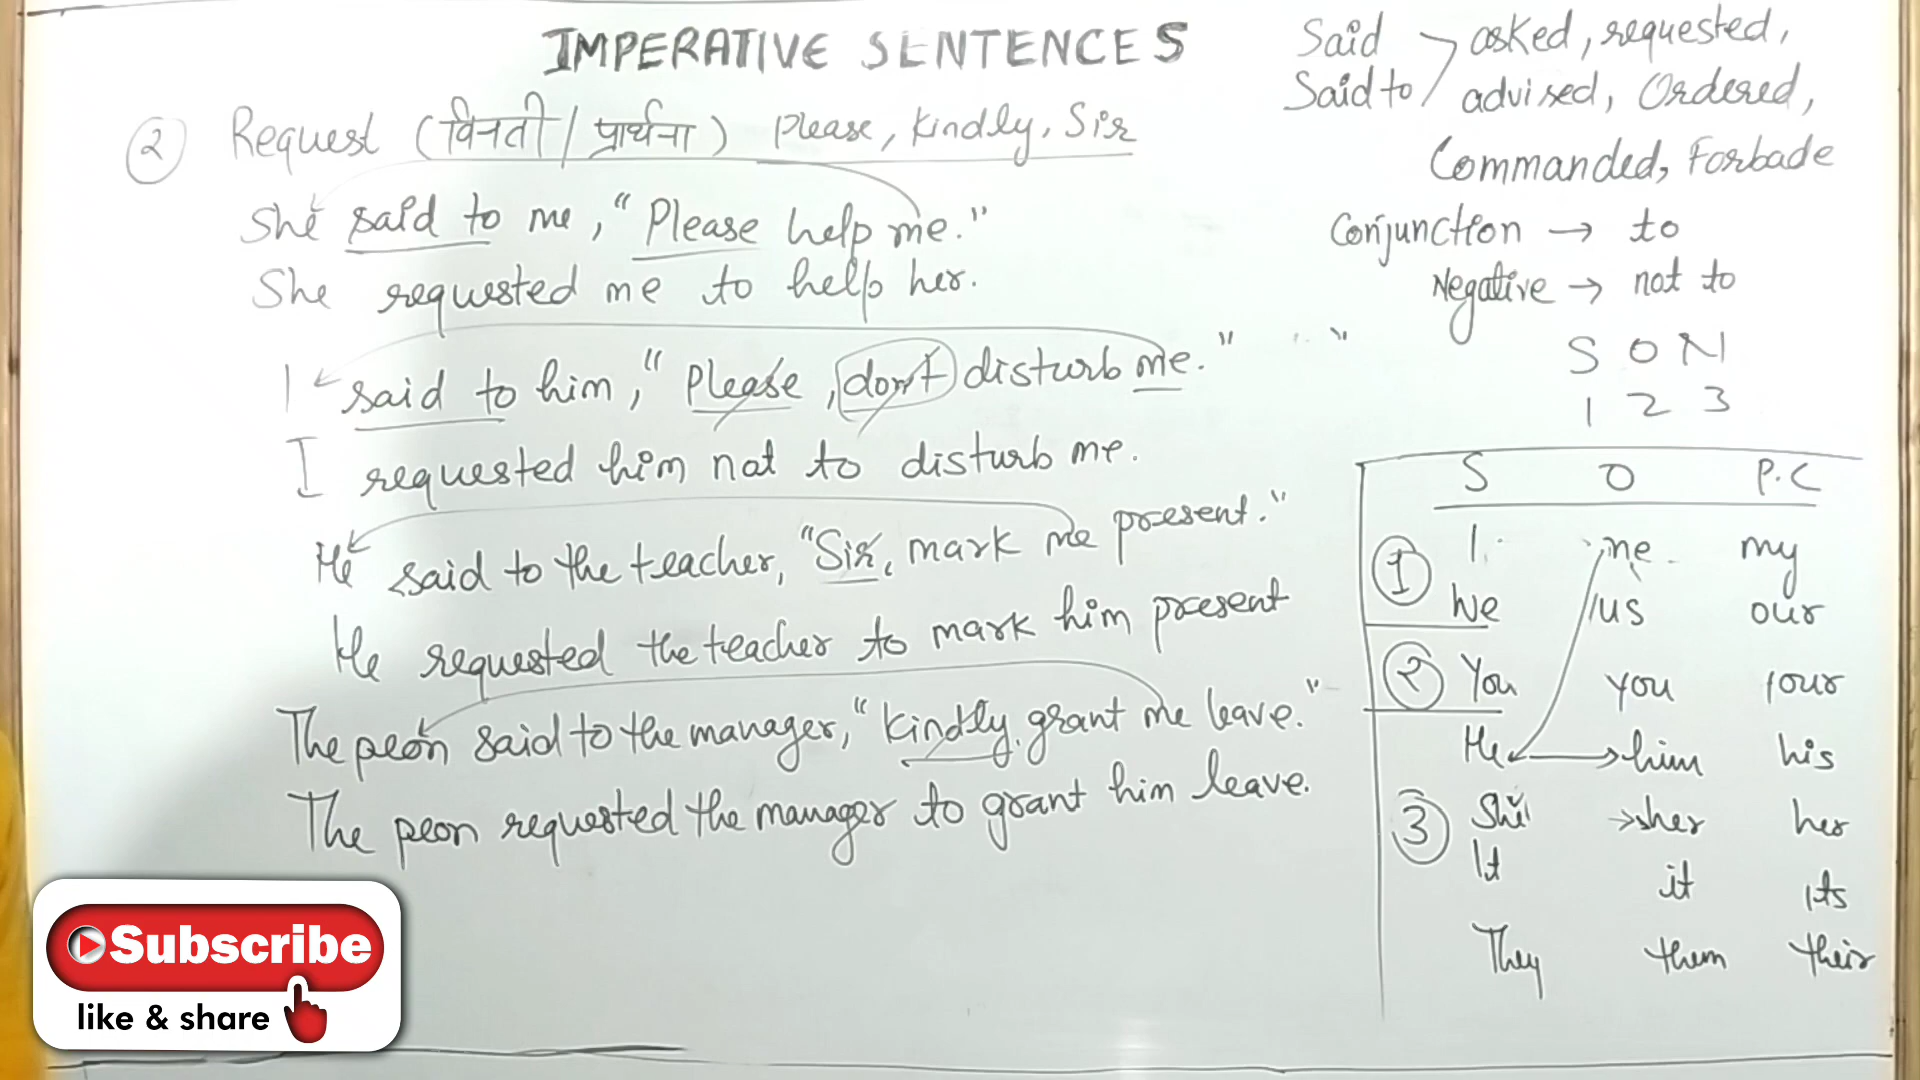 IMPERATIVE SENTENCES
② Request (विनती / प्रार्थना) please, kindly, Sir
She said to me, "Please help me."
She requested me to help her.
I said to him, "Please, don't disturb me."
I requested him not to disturb me.
He said to the teacher, "Sir, mark me present."
He requested the teacher to mark him present
The peon said to the manager, "kindly, grant me leave."
The peon requested the manager to grant him leave.
Said
Said to
asked, requested,
advised, Ordered,
Commanded, Forbade
Conjunction → to
Negative → not to
S O N
1 2 3
S O P.C
① I me my
We us our
② You you your
He him his
③ She her her
It it Its
They them their
Subscribe
like & share